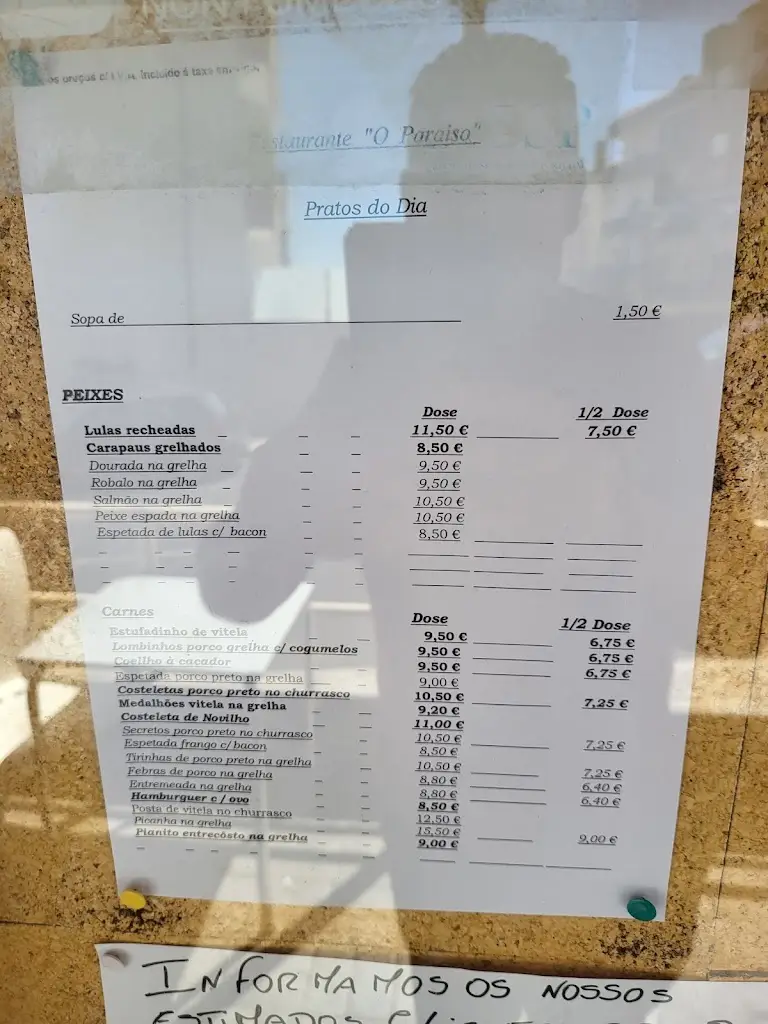 Incluido á taxa
"O Paraiso"
Pratos do Dia
Sopa de 1,50 €
PEIXES Dose 1/2 Dose
Lulas recheadas 11,50 € 7,50 €
Carapaus grelhados 8,50 €
Dourada na grelha 9,50 €
Robalo na grelha 9,50 €
Salmão na grelha 10,50 €
Peixe espada na grelha 10,50 €
Espetada de lulas c/ bacon 8,50 €
Carnes Dose 1/2 Dose
Estufadinho de vitela 9,50 € 6,75 €
Lombinhos porco grelha c/ cogumelos 9,50 € 6,75 €
Coellho à caçador 9,50 € 6,75 €
Espetada porco preto na grelha 9,00 €
Costeletas porco preto no churrasco 10,50 € 7,25 €
Medalhões vitela na grelha 9,20 €
Costeleta de Novilho 11,00 €
Secretos porco preto no churrasco 10,50 € 7,25 €
Espetada frango c/ bacon 8,50 €
Tirinhas de porco preto na grelha 10,50 € 7,25 €
Febras de porco na grelha 8,80 € 6,40 €
Entremeada na grelha 8,80 € 6,40 €
Hamburguer c / ovo 8,50 €
Posta de vitela no churrasco 12,50 €
Picanha na grelha 15,50 € 9,00 €
Pianito entrecôsto na grelha 9,00 €
INFORMAMOS OS NOSSOS